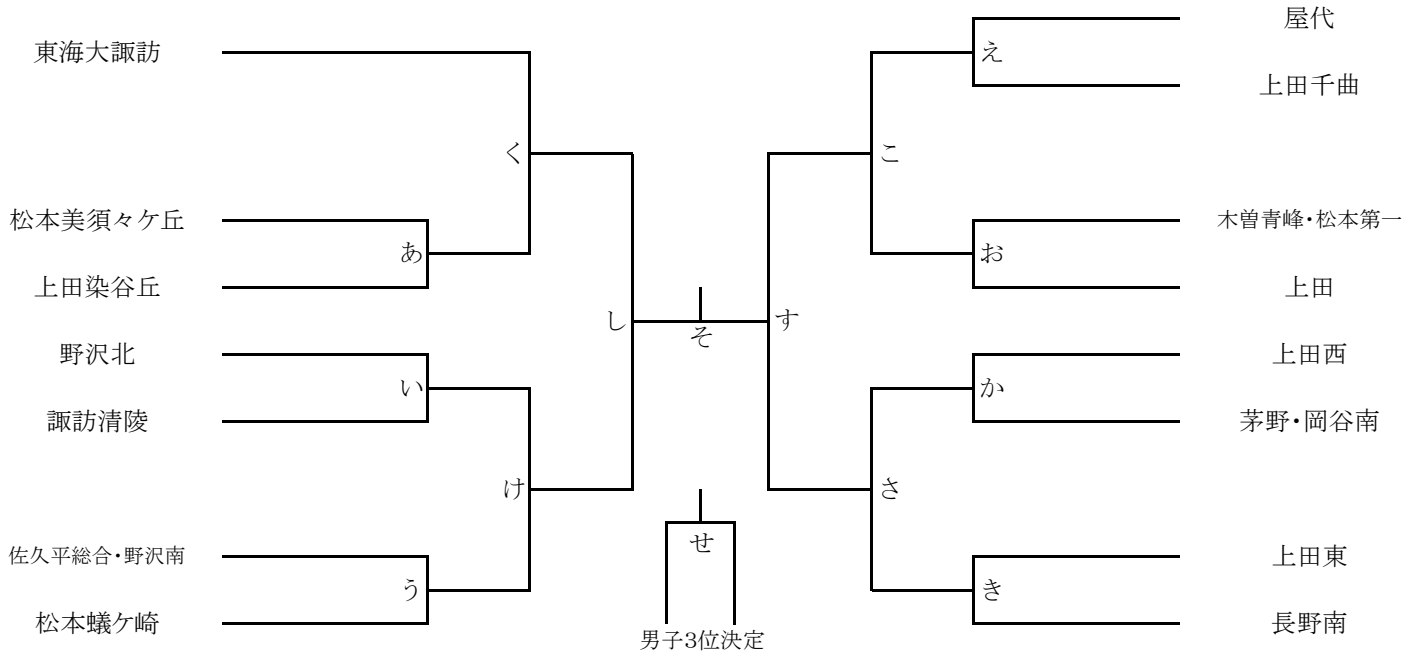 屋代
東海大諏訪
え
上田千曲
く
こ
松本美須々ケ丘
木曽青峰・松本第一
あ
お
上田染谷丘
上田
し
す
そ
野沢北
上田西
い
か
諏訪清陵
茅野・岡谷南
け
さ
せ
佐久平総合・野沢南
上田東
う
き
松本蟻ケ崎
長野南
男子3位決定